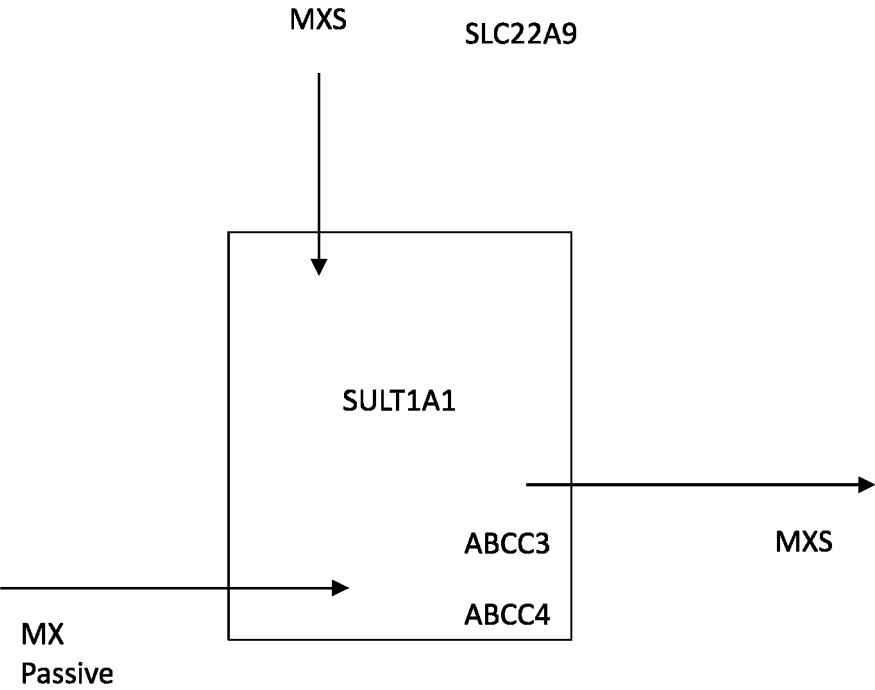 MXS
SLC22A9
SULT1A1
ABCC3
MXS
ABCC4
MX
Passive